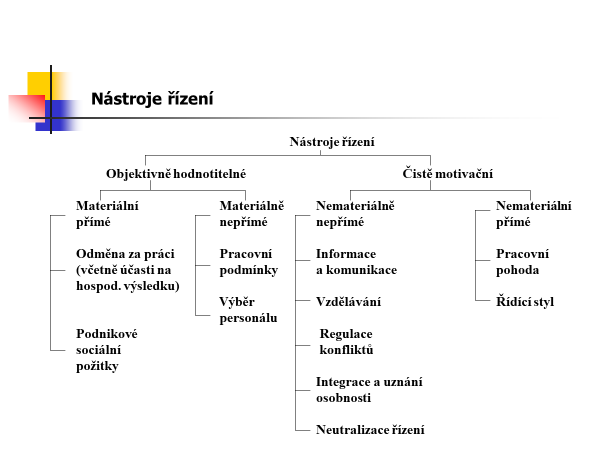 Nástroje řízení
Nástroje řízení
Objektivně hodnotitelné
Čistě motivační
Materiální
přímé
Odměna za práci
(včetně účasti na
hospod. výsledku)
Podnikové
sociální
požitky
Materiálně
nepřímé
Pracovní
podmínky
Výběr
personálu
Nemateriálně
nepřímé
Informace
a komunikace
Vzdělávání
Regulace
konfliktů
Integrace a uznání
osobnosti
Neutralizace řízení
Nemateriální
přímé
Pracovní
pohoda
Řídící styl